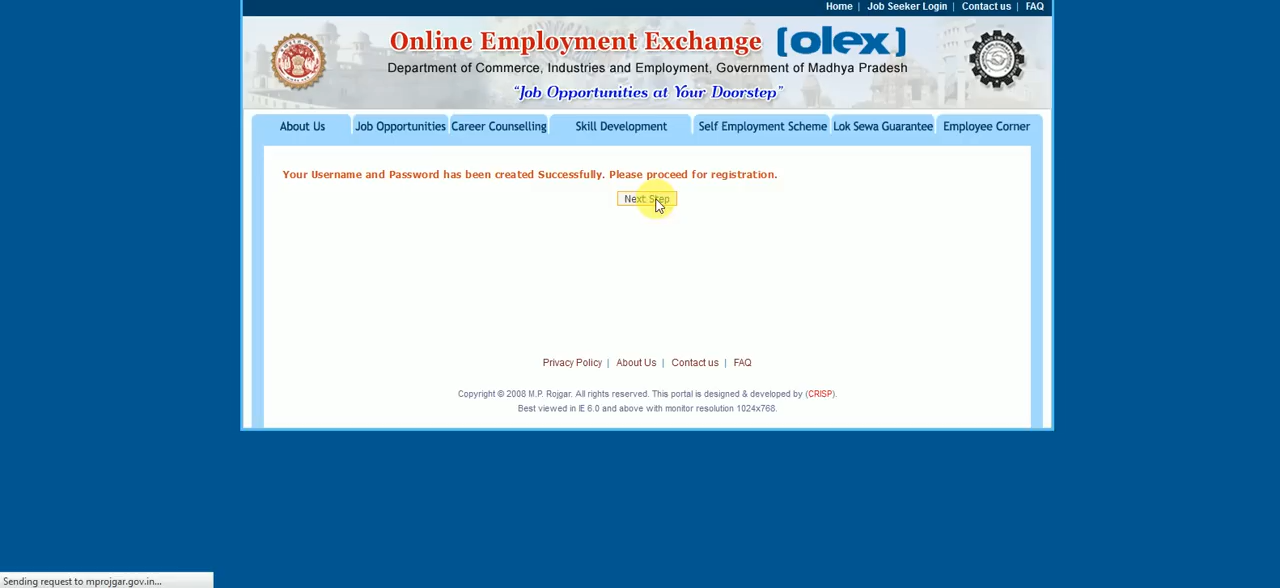 Home | Job Seeker Login | Contact us | FAQ
Online Employment Exchange [olex]
Department of Commerce, Industries and Employment, Government of Madhya Pradesh
"Job Opportunities at Your Doorstep"
About Us Job Opportunities Career Counselling Skill Development Self Employment Scheme Lok Sewa Guarantee Employee Corner
Your Username and Password has been created Successfully. Please proceed for registration.
Next Step
Privacy Policy | About Us | Contact us | FAQ
Copyright © 2008 M.P. Rojgar. All rights reserved. This portal is designed & developed by (CRISP).
Best viewed in IE 6.0 and above with monitor resolution 1024x768.
Sending request to mprojgar.gov.in...